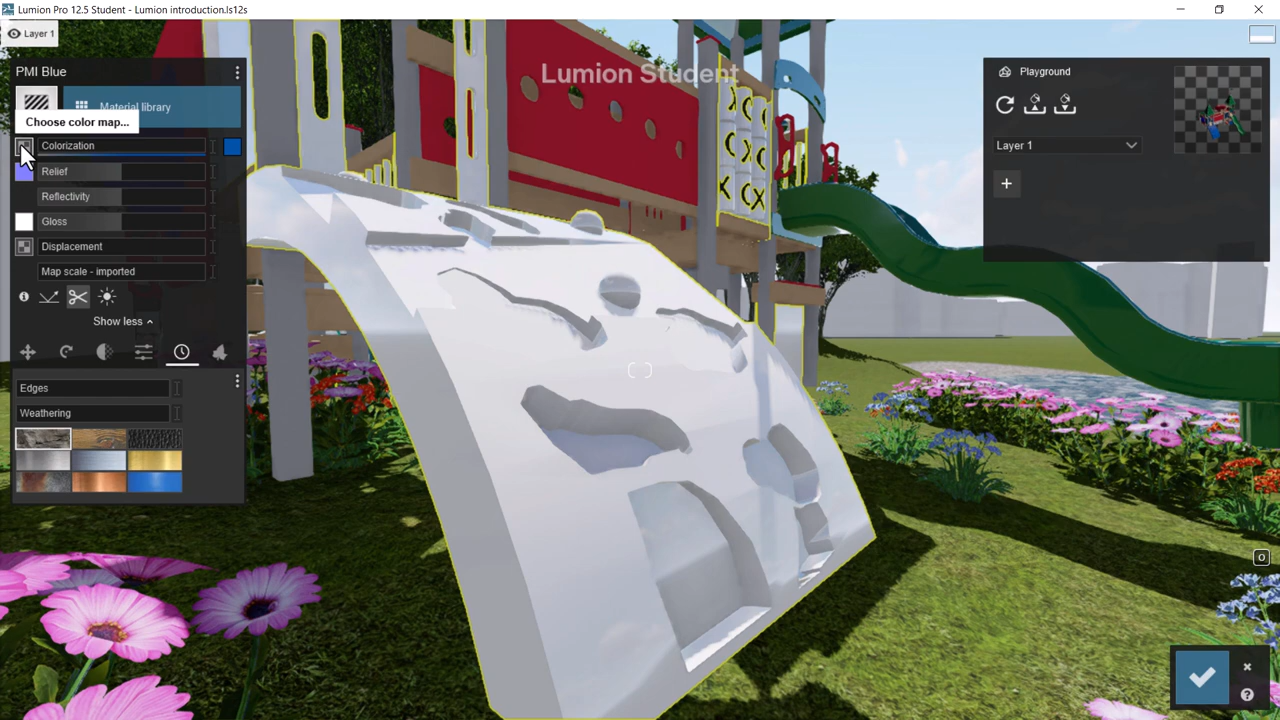 Lumion Pro 12.5 Student - Lumion introduction.ls12s
Layer 1
PMI Blue
Material library
Choose color map...
Colorization
Relief
Reflectivity
Gloss
Displacement
Map scale - imported
Show less
Edges
Weathering
Lumion Student
Playground
Layer 1
O